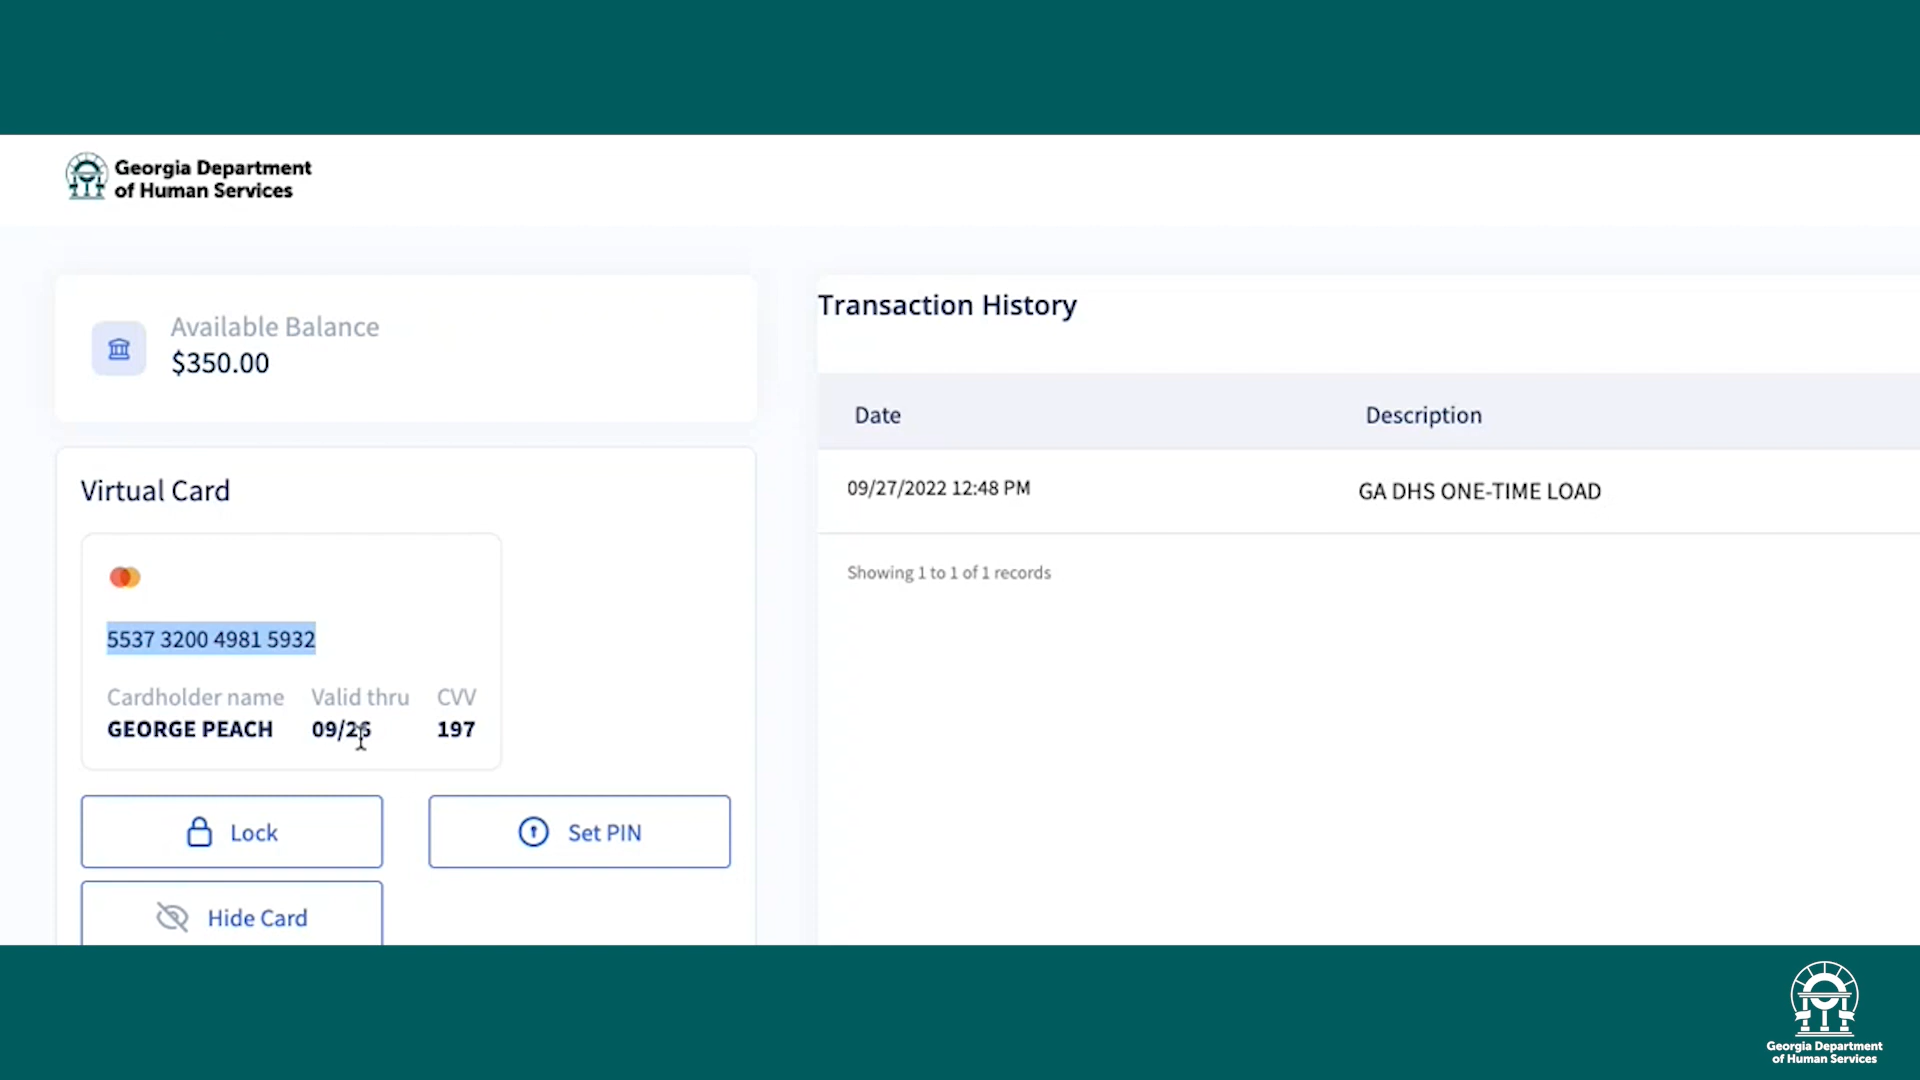 Georgia Department
of Human Services
Available Balance
$350.00
Virtual Card
5537 3200 4981 5932
Cardholder name Valid thru CVV
GEORGE PEACH 09/26 197
Lock
Set PIN
Hide Card
Transaction History
Date Description
09/27/2022 12:48 PM GA DHS ONE-TIME LOAD
Showing 1 to 1 of 1 records
Georgia Department
of Human Services